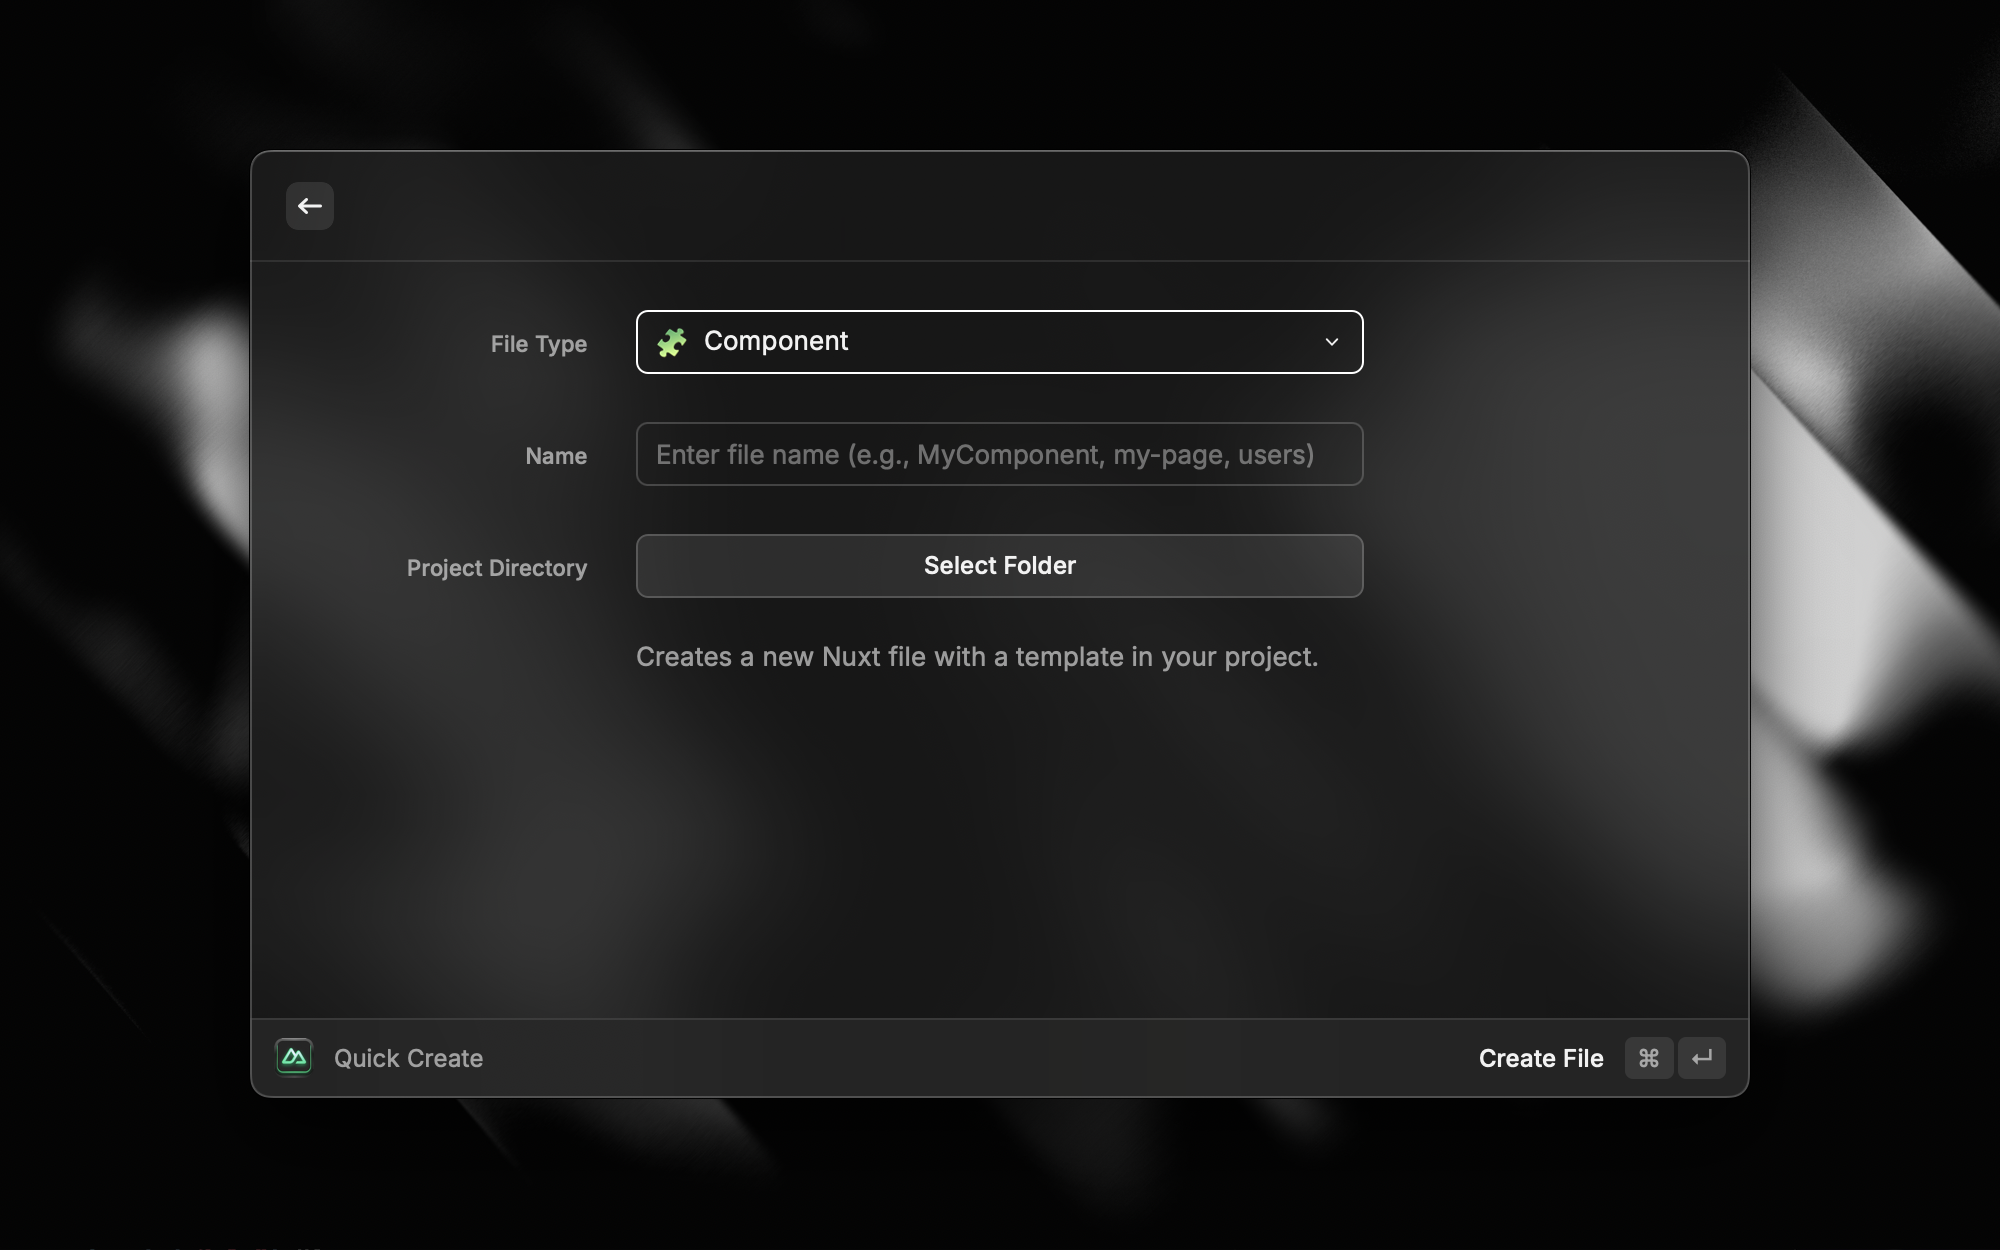 File Type
Component
Name
Enter file name (e.g., MyComponent, my-page, users)
Project Directory
Select Folder
Creates a new Nuxt file with a template in your project.
Quick Create
Create File ⌘ ↵